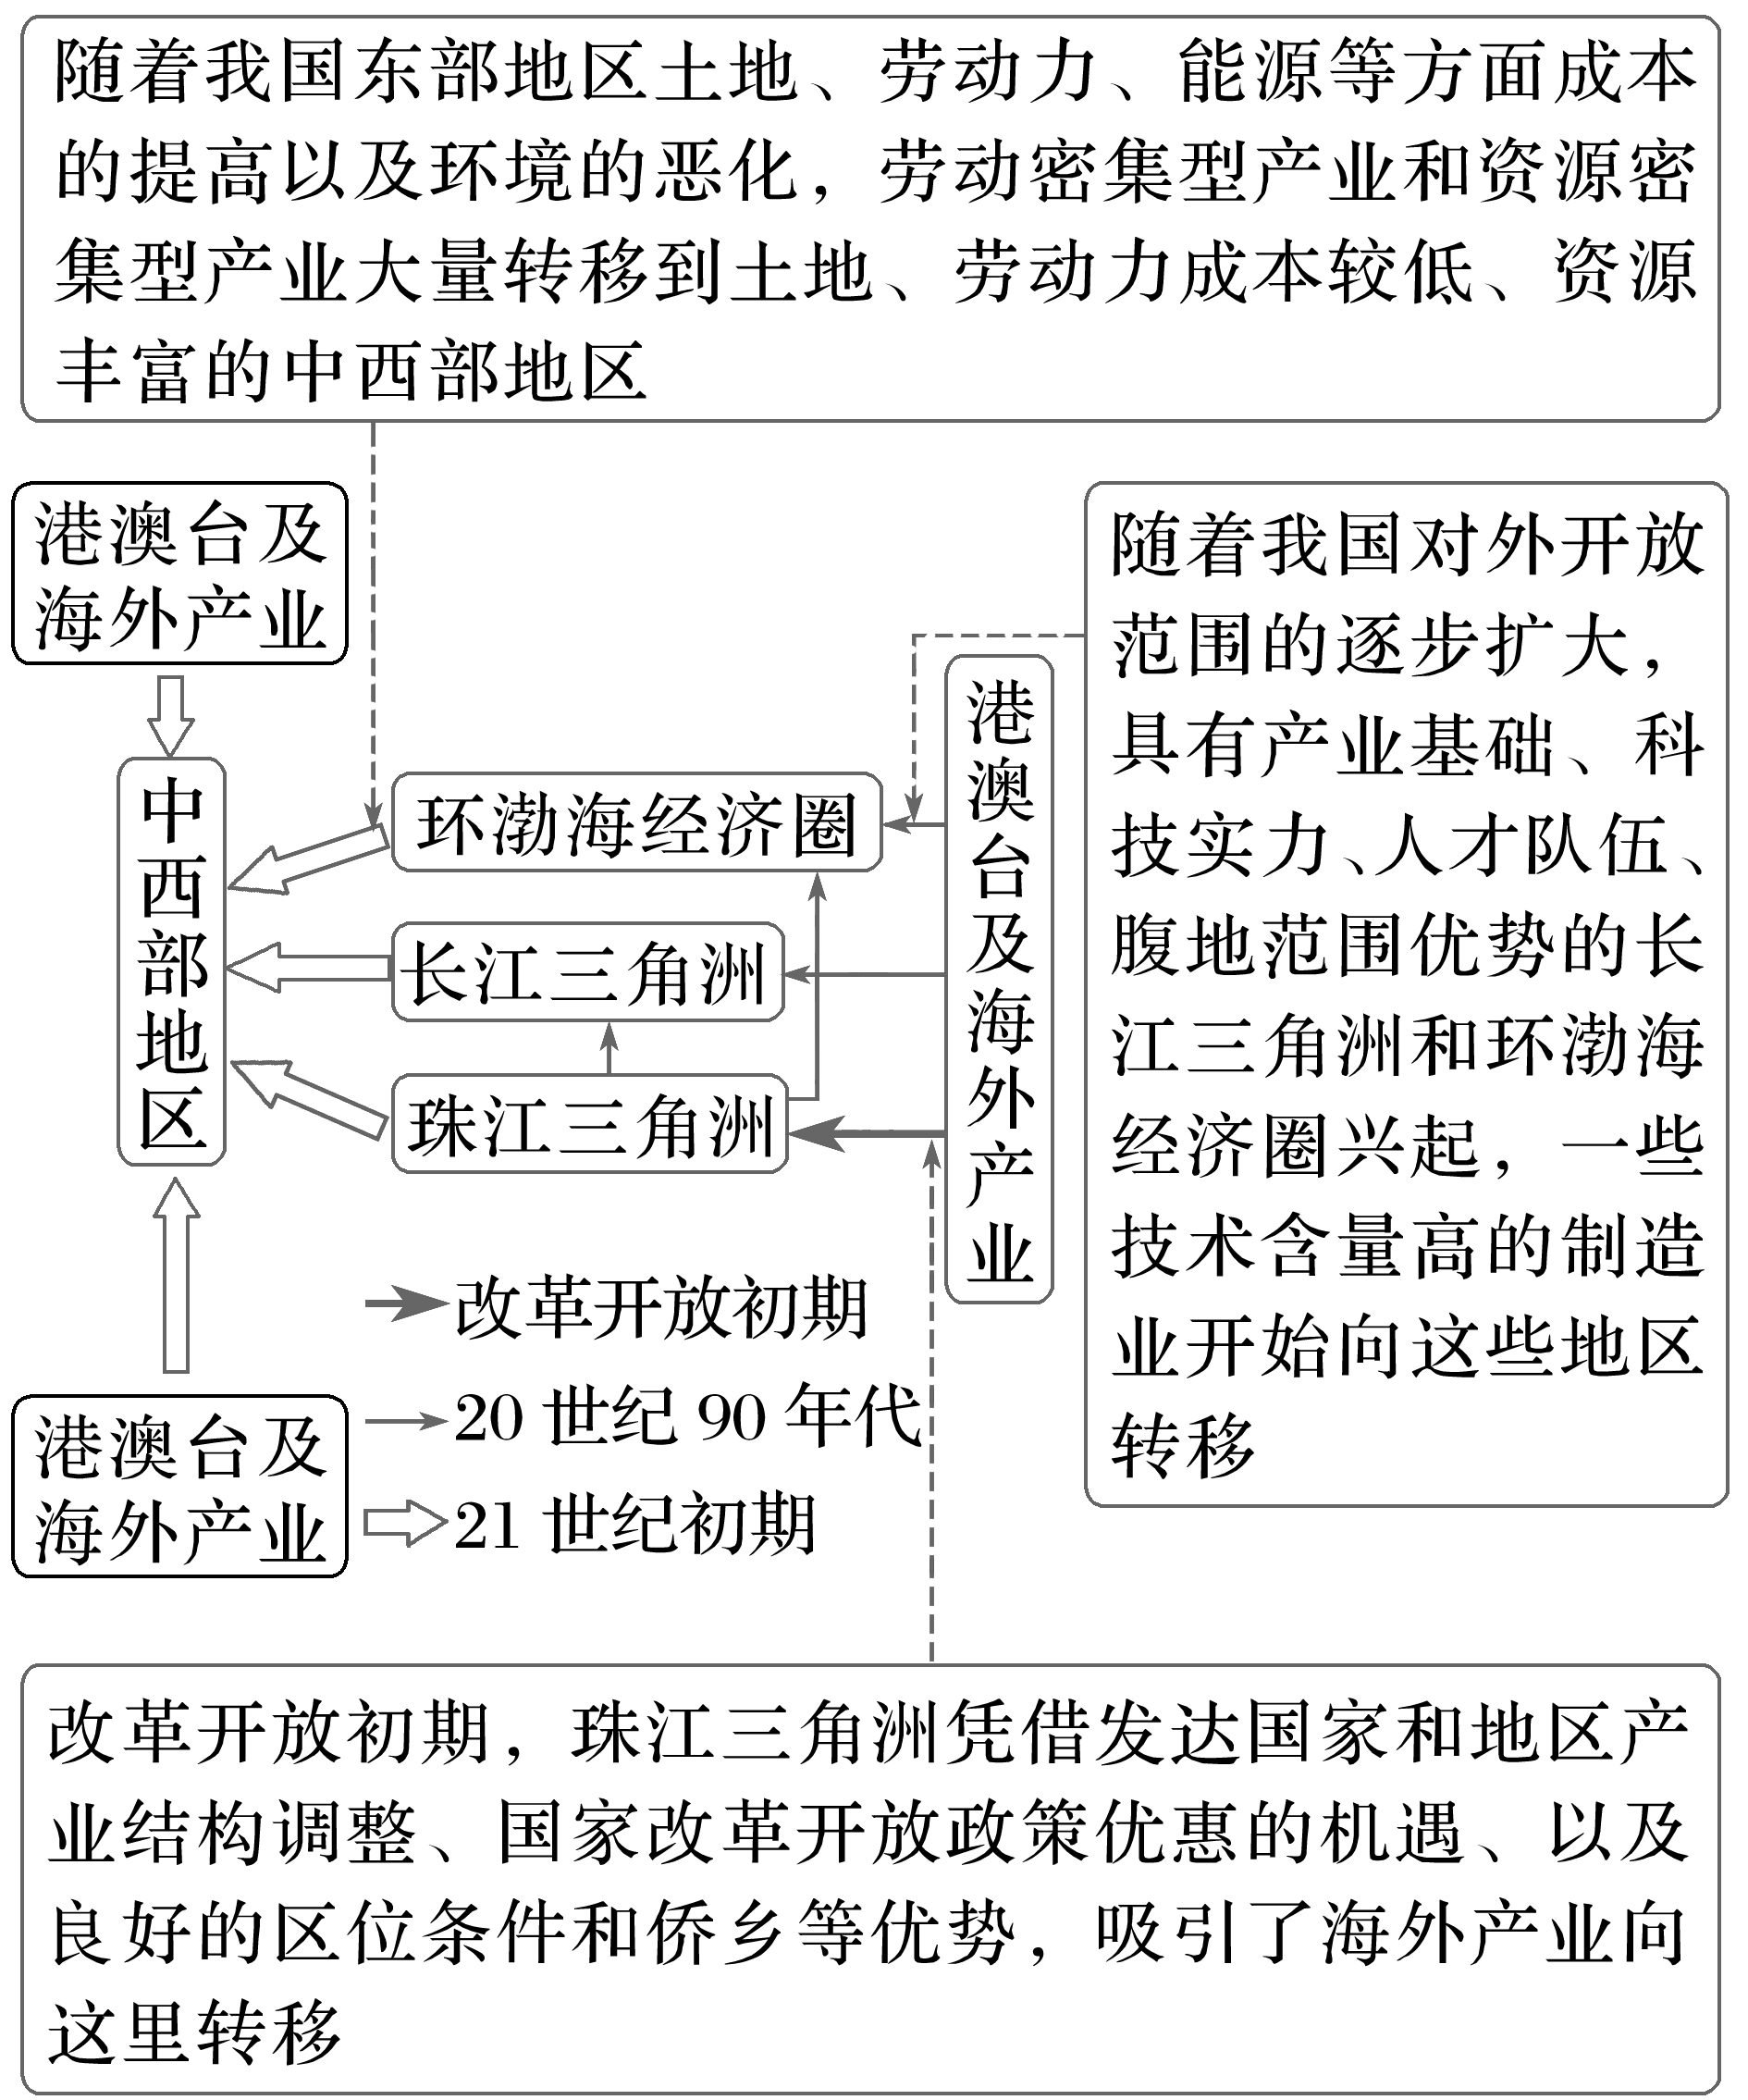 随着我国东部地区土地、劳动力、能源等方面成本
的提高以及环境的恶化，劳动密集型产业和资源密
集型产业大量转移到土地、劳动力成本较低、资源
丰富的中西部地区
港澳台及
海外产业
随着我国对外开放
范围的逐步扩大，
具有产业基础、科
技实力、人才队伍、
腹地范围优势的长
江三角洲和环渤海
经济圈兴起，一些
技术含量高的制造
业开始向这些地区
转移
港澳台及海外产业
中西部地区
环渤海经济圈
长江三角洲
珠江三角洲
改革开放初期
20 世纪 90 年代
21 世纪初期
港澳台及
海外产业
改革开放初期，珠江三角洲凭借发达国家和地区产
业结构调整、国家改革开放政策优惠的机遇、以及
良好的区位条件和侨乡等优势，吸引了海外产业向
这里转移